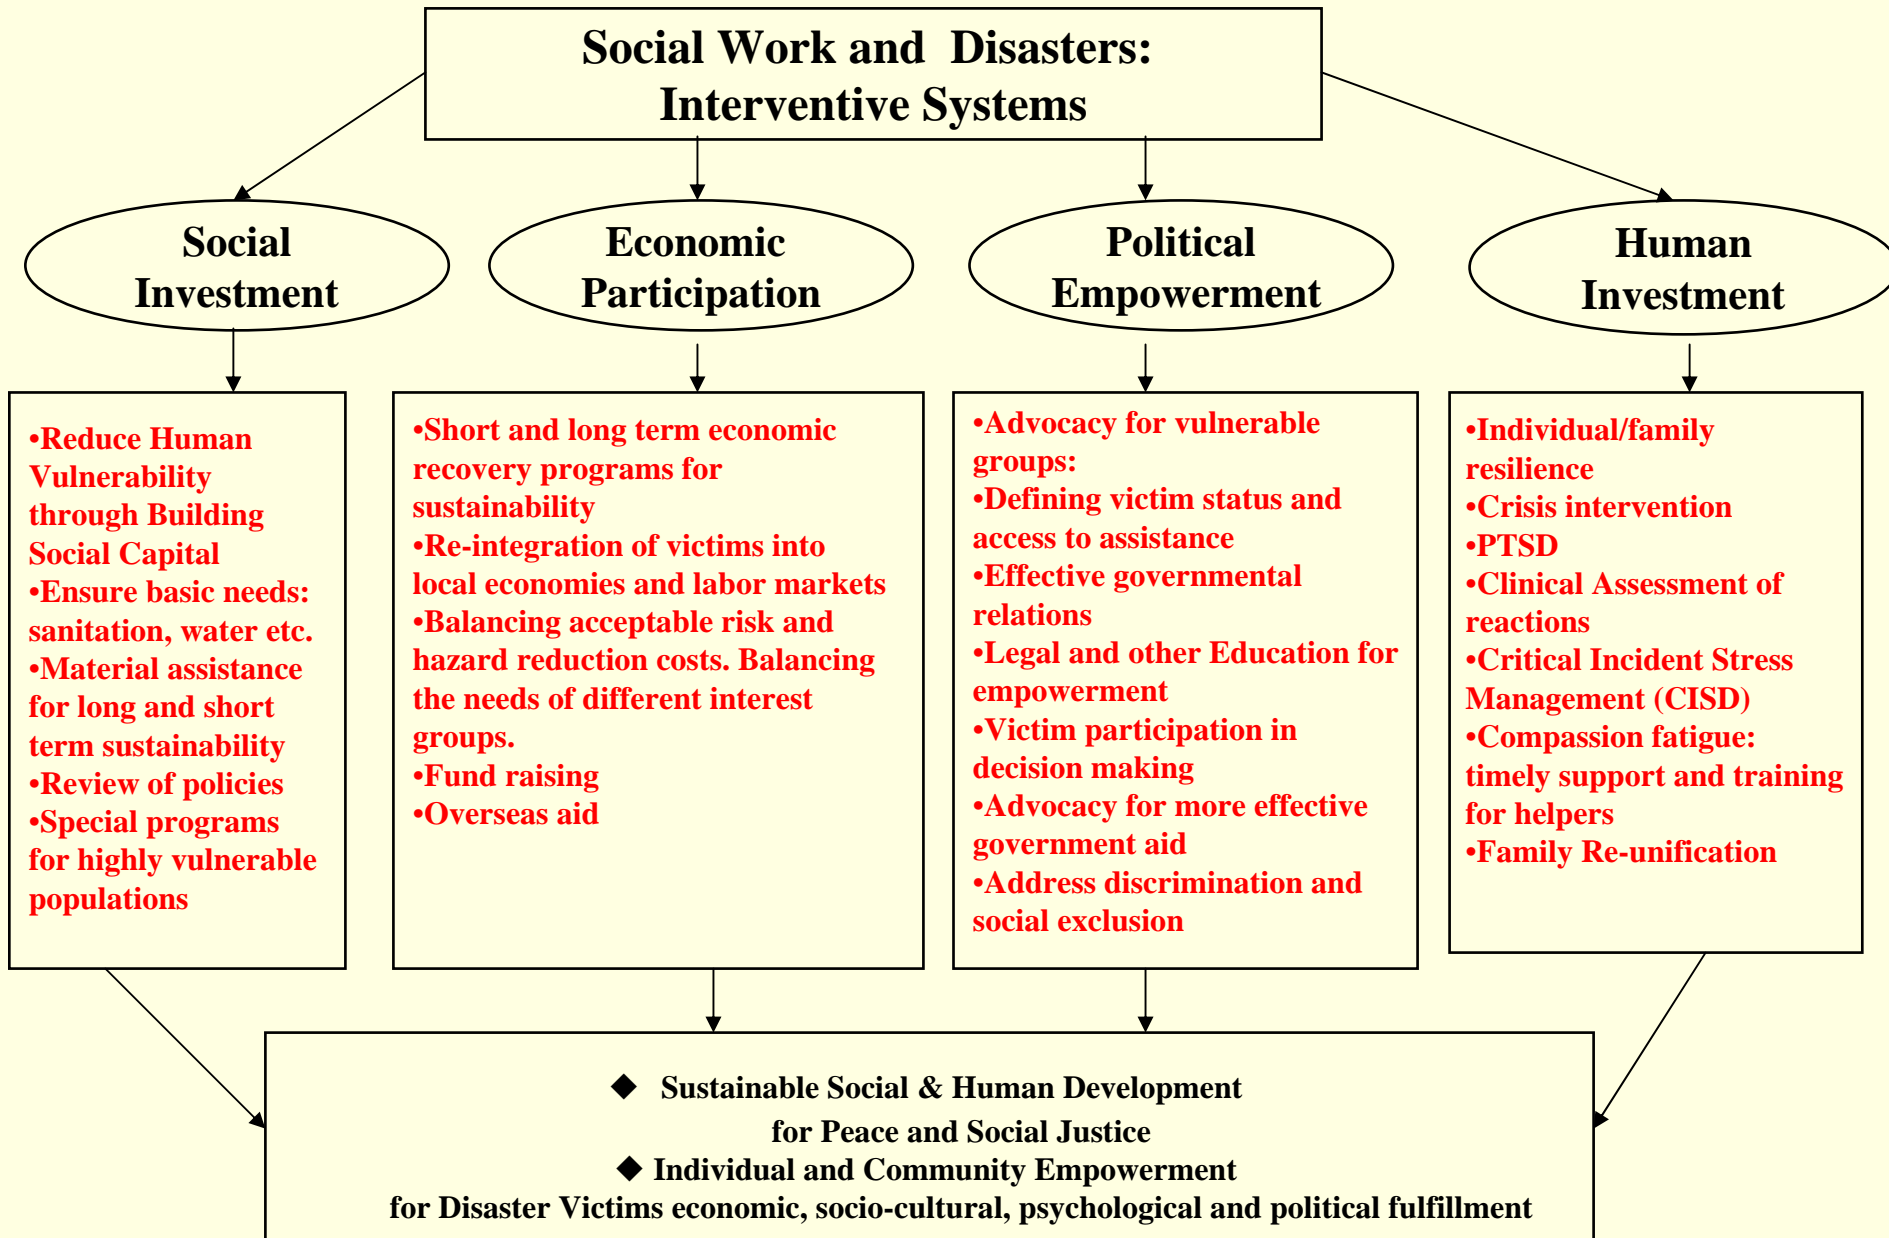 Social Work and Disasters:
Interventive Systems
Social
Investment
Economic
Participation
Political
Empowerment
Human
Investment
•Reduce Human
Vulnerability
through Building
Social Capital
•Ensure basic needs:
sanitation, water etc.
•Material assistance
for long and short
term sustainability
•Review of policies
•Special programs
for highly vulnerable
populations
•Short and long term economic
recovery programs for
sustainability
•Re-integration of victims into
local economies and labor markets
•Balancing acceptable risk and
hazard reduction costs. Balancing
the needs of different interest
groups.
•Fund raising
•Overseas aid
•Advocacy for vulnerable
groups:
•Defining victim status and
access to assistance
•Effective governmental
relations
•Legal and other Education for
empowerment
•Victim participation in
decision making
•Advocacy for more effective
government aid
•Address discrimination and
social exclusion
•Individual/family
resilience
•Crisis intervention
•PTSD
•Clinical Assessment of
reactions
•Critical Incident Stress
Management (CISD)
•Compassion fatigue:
timely support and training
for helpers
•Family Re-unification
◆ Sustainable Social & Human Development
for Peace and Social Justice
◆ Individual and Community Empowerment
for Disaster Victims economic, socio-cultural, psychological and political fulfillment